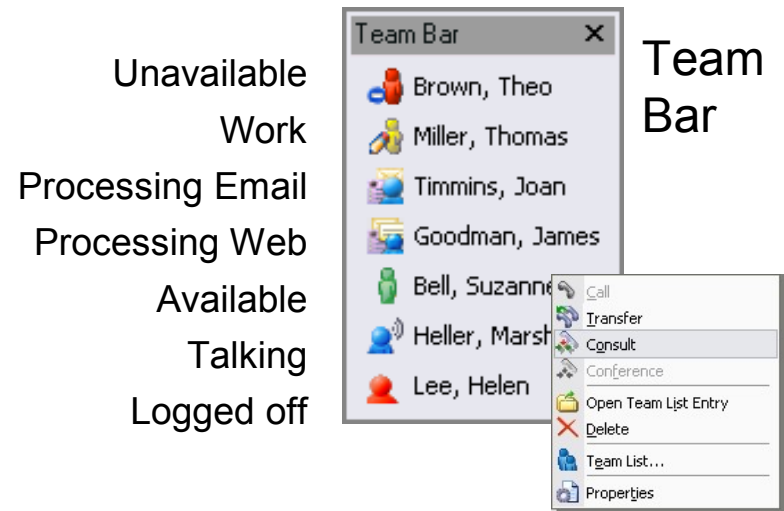 Unavailable
Work
Processing Email
Processing Web
Available
Talking
Logged off
Team Bar
Brown, Theo
Miller, Thomas
Timmins, Joan
Goodman, James
Bell, Suzanne
Heller, Marsh
Lee, Helen
Team
Bar
Call
Transfer
Consult
Conference
Open Team List Entry
Delete
Team List...
Properties